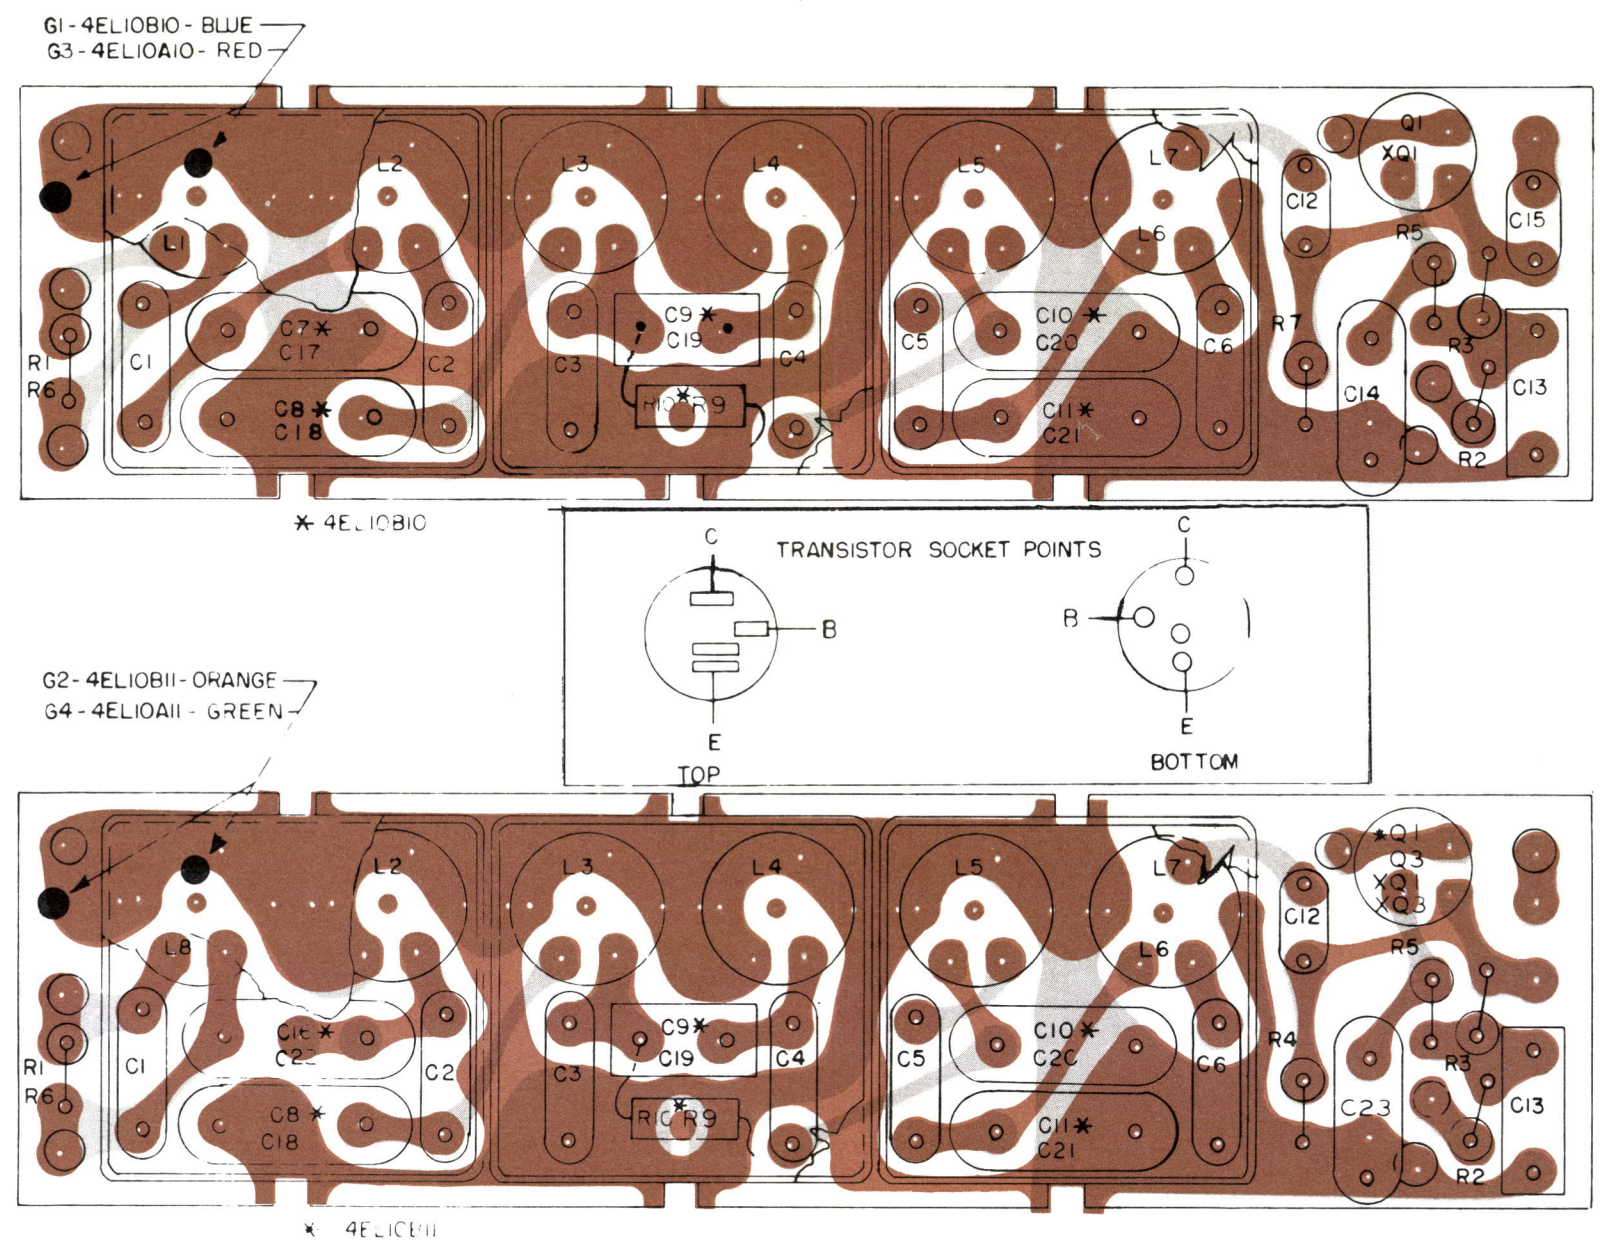 G1-4EL10B10- BLUE
G3-4EL10A10- RED
L1
L2
L3
L4
L5
L7
L6
Q1
XQ1
C12
C15
R5
R1
R6
C1
C7*
C17
C2
C8*
C18
C3
C9*
C19
C4
R10
*
R9
C5
C10*
C20
C6
C11*
C21
R7
R3
C14
C13
R2
* 4EL10B10
TRANSISTOR SOCKET POINTS
C
B
E
TOP
C
B
E
BOTTOM
G2-4EL10B11-ORANGE
G4-4EL10A11- GREEN
L8
L2
L3
L4
L5
L7
L6
*Q1
Q3
XQ1
XQ3
C12
R5
R1
R6
C1
C2
C8*
C18
C3
C9*
C19
C4
*
R9
C5
C10*
C11*
C21
C6
R4
R3
C23
C13
R2